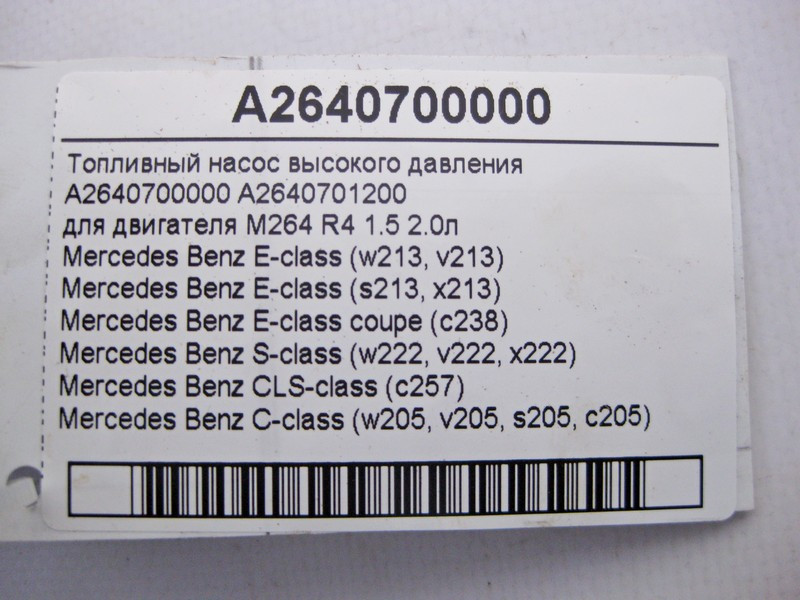 A2640700000
Топливный насос высокого давления
A2640700000 A2640701200
для двигателя М264 R4 1.5 2.0л
Mercedes Benz E-class (w213, v213)
Mercedes Benz E-class (s213, x213)
Mercedes Benz E-class coupe (c238)
Mercedes Benz S-class (w222, v222, x222)
Mercedes Benz CLS-class (c257)
Mercedes Benz C-class (w205, v205, s205, c205)